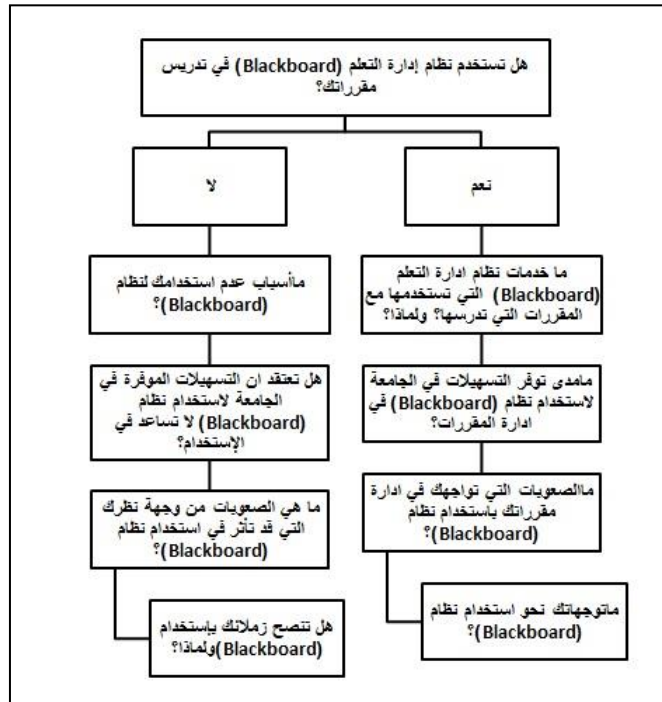 هل تستخدم نظام إدارة التعلم (Blackboard) في تدريس
مقرراتك؟
نعم
ما خدمات نظام ادارة التعلم
(Blackboard) التي تستخدمها مع
المقررات التي تدرسها؟ ولماذا؟
مامدى توفر التسهيلات في الجامعة
لاستخدام نظام (Blackboard) في
ادارة المقررات؟
ماالصعوبات التي تواجهك في ادارة
مقرراتك باستخدام نظام
(Blackboard)؟
ماتوجهاتك نحو استخدام نظام
(Blackboard)؟
لا
ماأسباب عدم استخدامك لنظام
(Blackboard)؟
هل تعتقد ان التسهيلات الموفرة في
الجامعة لاستخدام نظام
(Blackboard) لا تساعد في
الإستخدام؟
ما هي الصعوبات من وجهة نظرك
التي قد تأثر في استخدام نظام
(Blackboard)؟
هل تنصح زملائك بإستخدام
(Blackboard)ولماذا؟